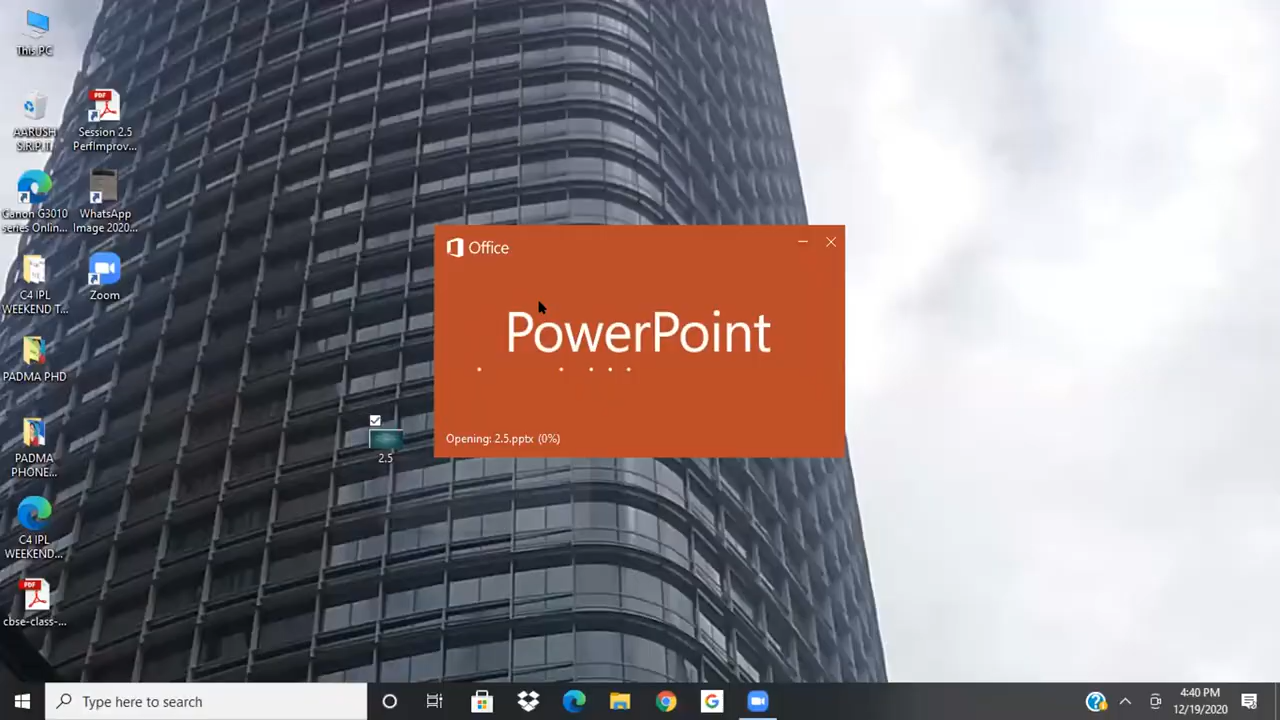 This PC
AARUSH
Session 2.5
PerfImprov...
Canon G3010
series Onlin...
WhatsApp
Image 2020...
C4 IPL
WEEKEND T...
Zoom
PADMA PHD
PADMA
PHONE...
C4 IPL
WEEKEND...
cbse-class-...
2.5
Office
PowerPoint
Opening: 2.5.pptx (0%)
Type here to search
4:40 PM
12/19/2020